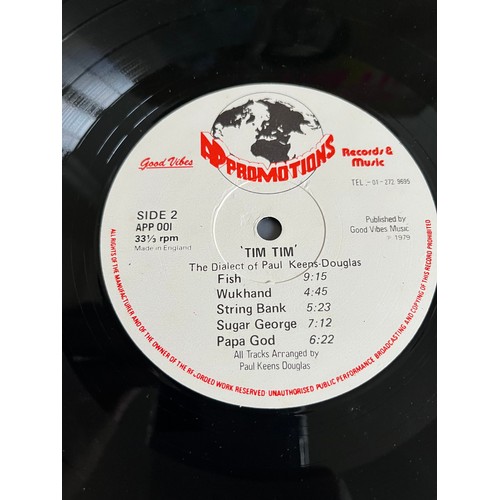 Good Vibes
PROMOTIONS
Records &
Music
TEL :- 01- 272 9695
SIDE 2
APP 001
33⅓ rpm
Made in England
Published by
Good Vibes Music
℗ 1979
'TIM TIM'
The Dialect of Paul Keens-Douglas
Fish 9:15
Wukhand 4:45
String Bank 5:23
Sugar George 7:12
Papa God 6:22
All Tracks Arranged by
Paul Keens Douglas
ALL RIGHTS OF THE MANUFACTURER AND OF THE OWNER OF THE RECORDED WORK RESERVED·UNAUTHORISED PUBLIC PERFORMANCE BROADCASTING AND COPYING OF THIS RECORD PROHIBITED